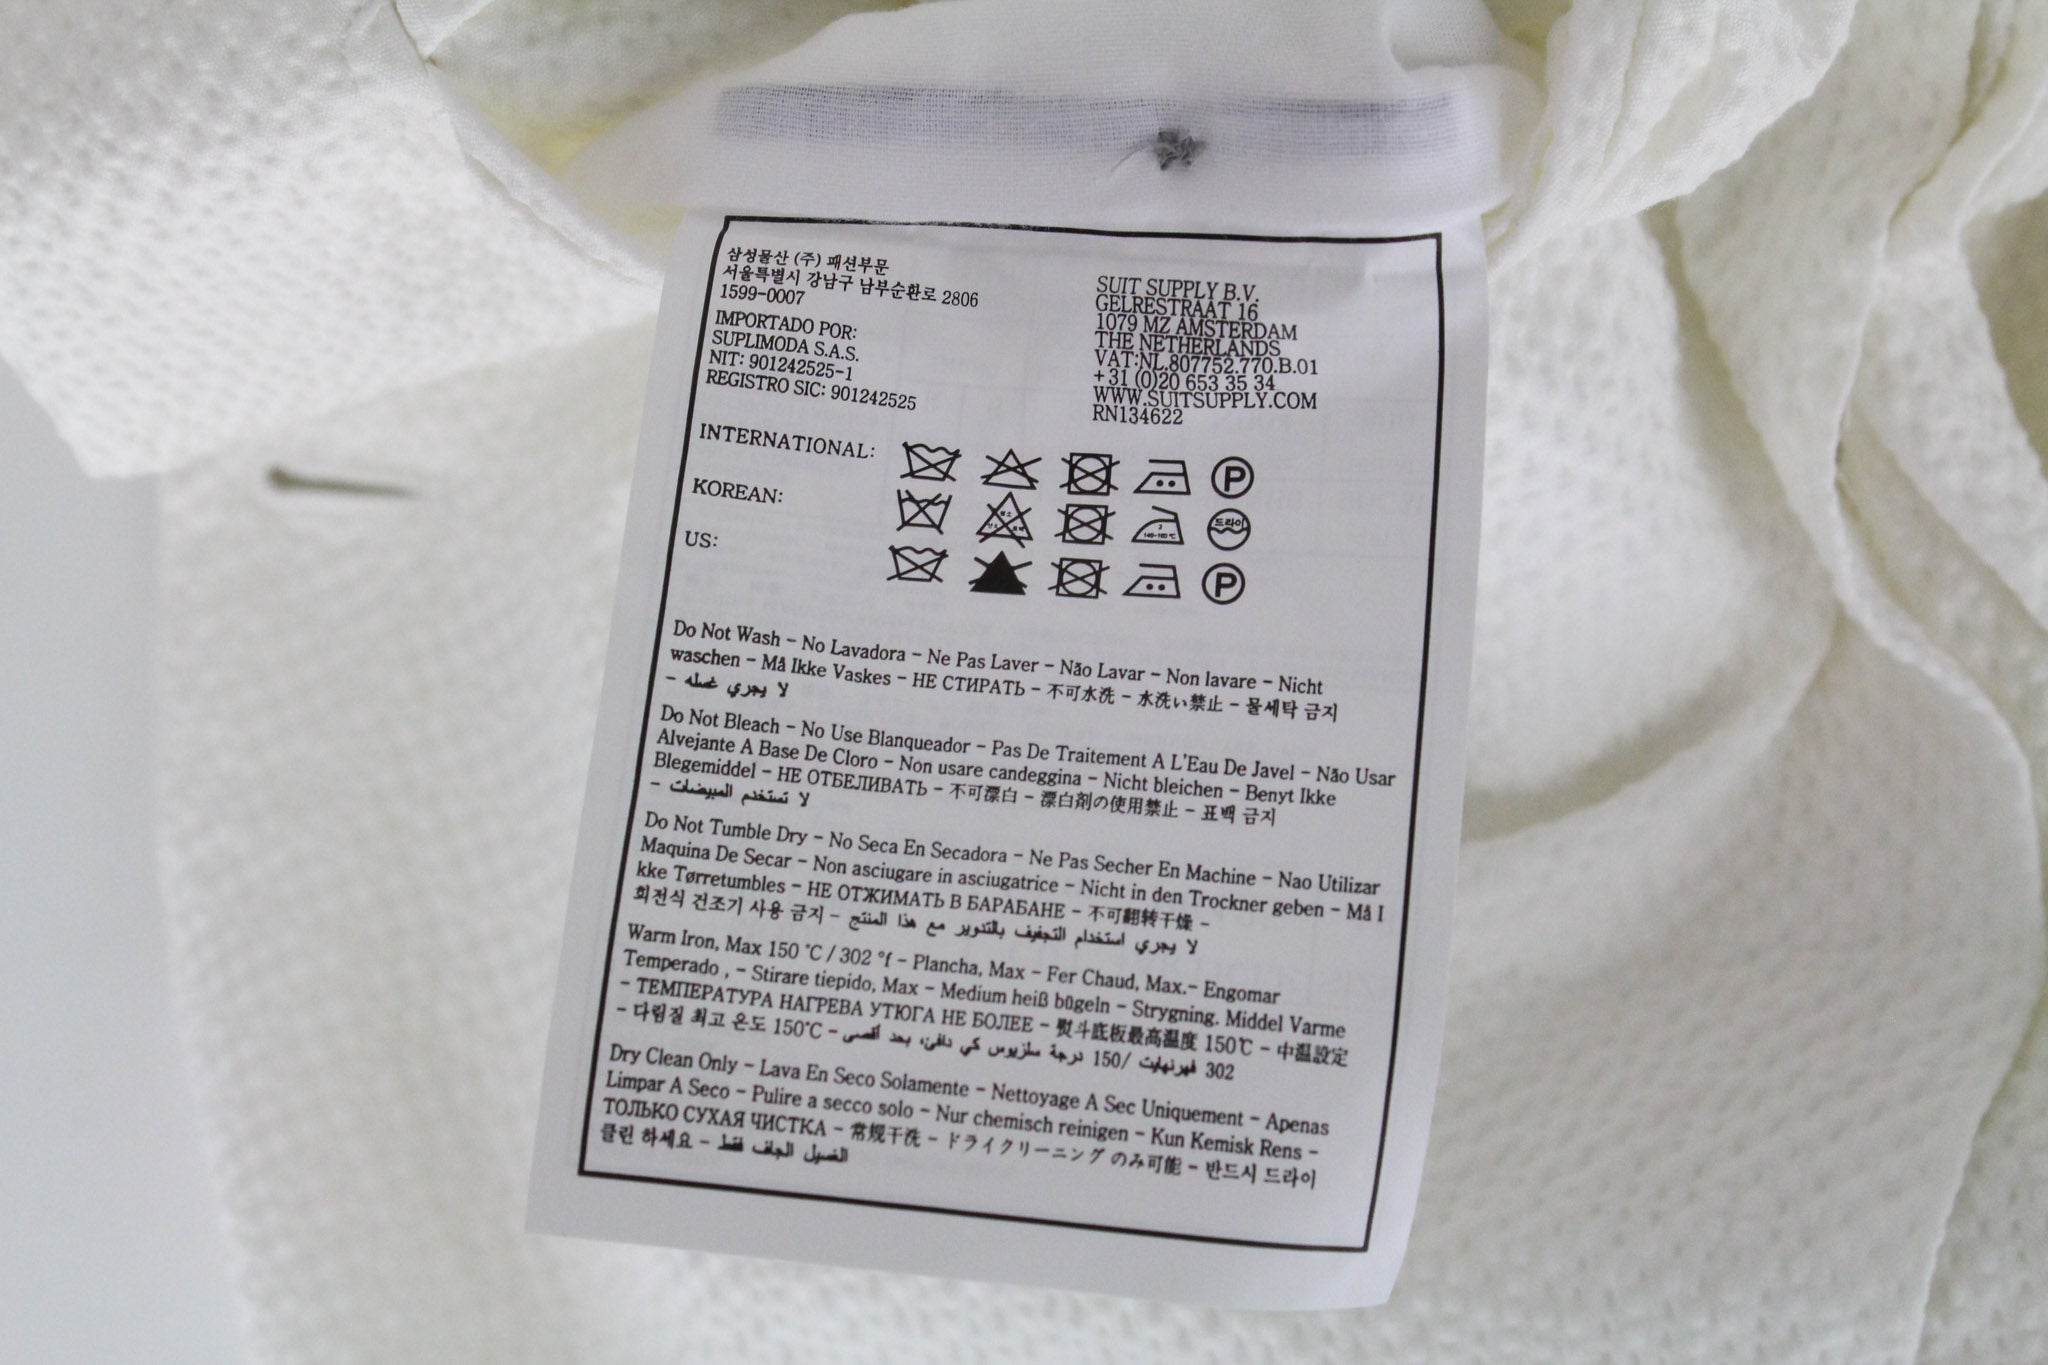 삼성물산 (주) 패션부문
서울특별시 강남구 남부순환로 2806
1599-0007
IMPORTADO POR:
SUPLIMODA S.A.S.
NIT: 901242525-1
REGISTRO SIC: 901242525
SUIT SUPPLY B.V.
GELRESTRAAT 16
1079 MZ AMSTERDAM
THE NETHERLANDS
VAT:NL.807752.770.B.01
+31 (0)20 653 35 34
WWW.SUITSUPPLY.COM
RN134622
INTERNATIONAL:
P
KOREAN:
드라이
US:
P
Do Not Wash - No Lavadora - Ne Pas Laver - Não Lavar - Non lavare - Nicht
waschen - Må Ikke Vaskes - НЕ СТИРАТЬ - 不可水洗 - 水洗い禁止 - 물세탁 금지
- لا يجري غسله
Do Not Bleach - No Use Blanqueador - Pas De Traitement A L'Eau De Javel - Não Usar
Alvejante A Base De Cloro - Non usare candeggina - Nicht bleichen - Benyt Ikke
Blegemiddel - НЕ ОТБЕЛИВАТЬ - 不可漂白 - 漂白剤の使用禁止 - 표백 금지
- لا تستخدم المبيضات
Do Not Tumble Dry - No Seca En Secadora - Ne Pas Secher En Machine - Nao Utilizar
Maquina De Secar - Non asciugare in asciugatrice - Nicht in den Trockner geben - Må I
kke Tørretumbles - НЕ ОТЖИМАТЬ В БАРАБАНЕ - 不可翻转干燥 -
회전식 건조기 사용 금지 - لا يجري استخدام التجفيف بالتدوير مع هذا المنتج
Warm Iron, Max 150 °C / 302 °f - Plancha, Max - Fer Chaud, Max.- Engomar
Temperado , - Stirare tiepido, Max - Medium heiß bügeln - Strygning. Middel Varme
- ТЕМПЕРАТУРА НАГРЕВА УТЮГА НЕ БОЛЕЕ - 熨斗底板最高温度 150℃ - 中温設定
- 다림질 최고 온도 150℃ - 302 فهرنهايت /150 درجة سلزيوس كي دافئ، بحد أقصى
Dry Clean Only - Lava En Seco Solamente - Nettoyage A Sec Uniquement - Apenas
Limpar A Seco - Pulire a secco solo - Nur chemisch reinigen - Kun Kemisk Rens -
ТОЛЬКО СУХАЯ ЧИСТКА - 常规干洗 - ドライクリーニング のみ可能 - 반드시 드라이
클린 하세요 - الغسيل الجاف فقط